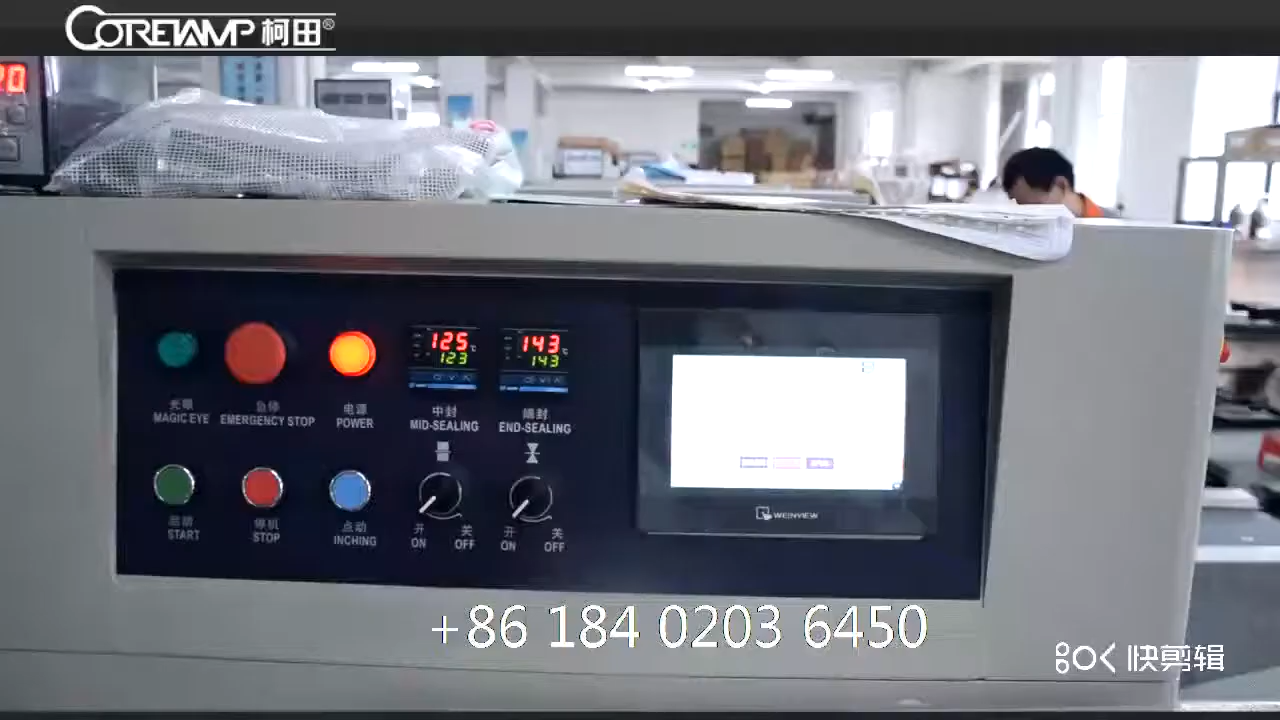 CORETAMP 柯田®
20
125 ℃
123
143 ℃
143
光眼
MAGIC EYE
急停
EMERGENCY STOP
电源
POWER
中封
MID-SEALING
端封
END-SEALING
启动
START
停机
STOP
点动
INCHING
开
ON
关
OFF
开
ON
关
OFF
WEINVIEW
+86 184 0203 6450
快剪辑